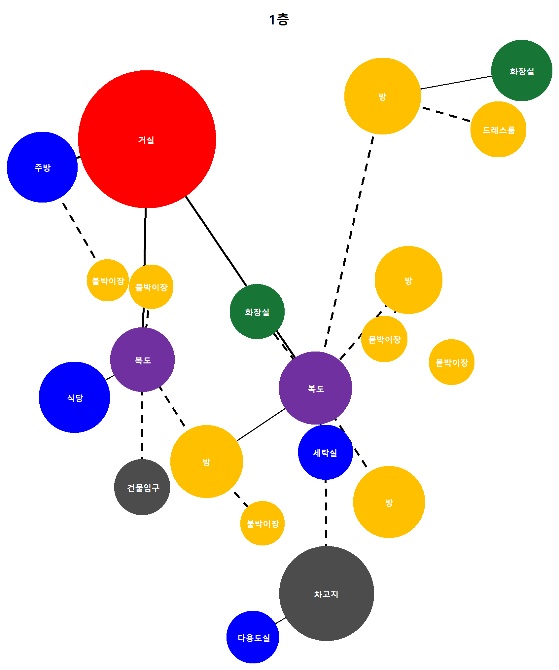 1층
화장실
방
드레스룸
거실
주방
붙박이장
붙박이장
방
화장실
붙박이장
붙박이장
복도
복도
식당
세탁실
방
건물입구
방
붙박이장
차고지
다용도실